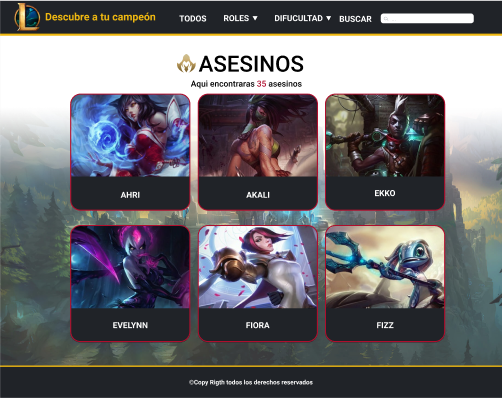 Descubre a tu campeón
TODOS
ROLES
DIFUCULTAD
BUSCAR
ASESINOS
Aqui encontraras 35 asesinos
AHRI
AKALI
EKKO
EVELYNN
FIORA
FIZZ
©Copy Rigth todos los derechos reservados